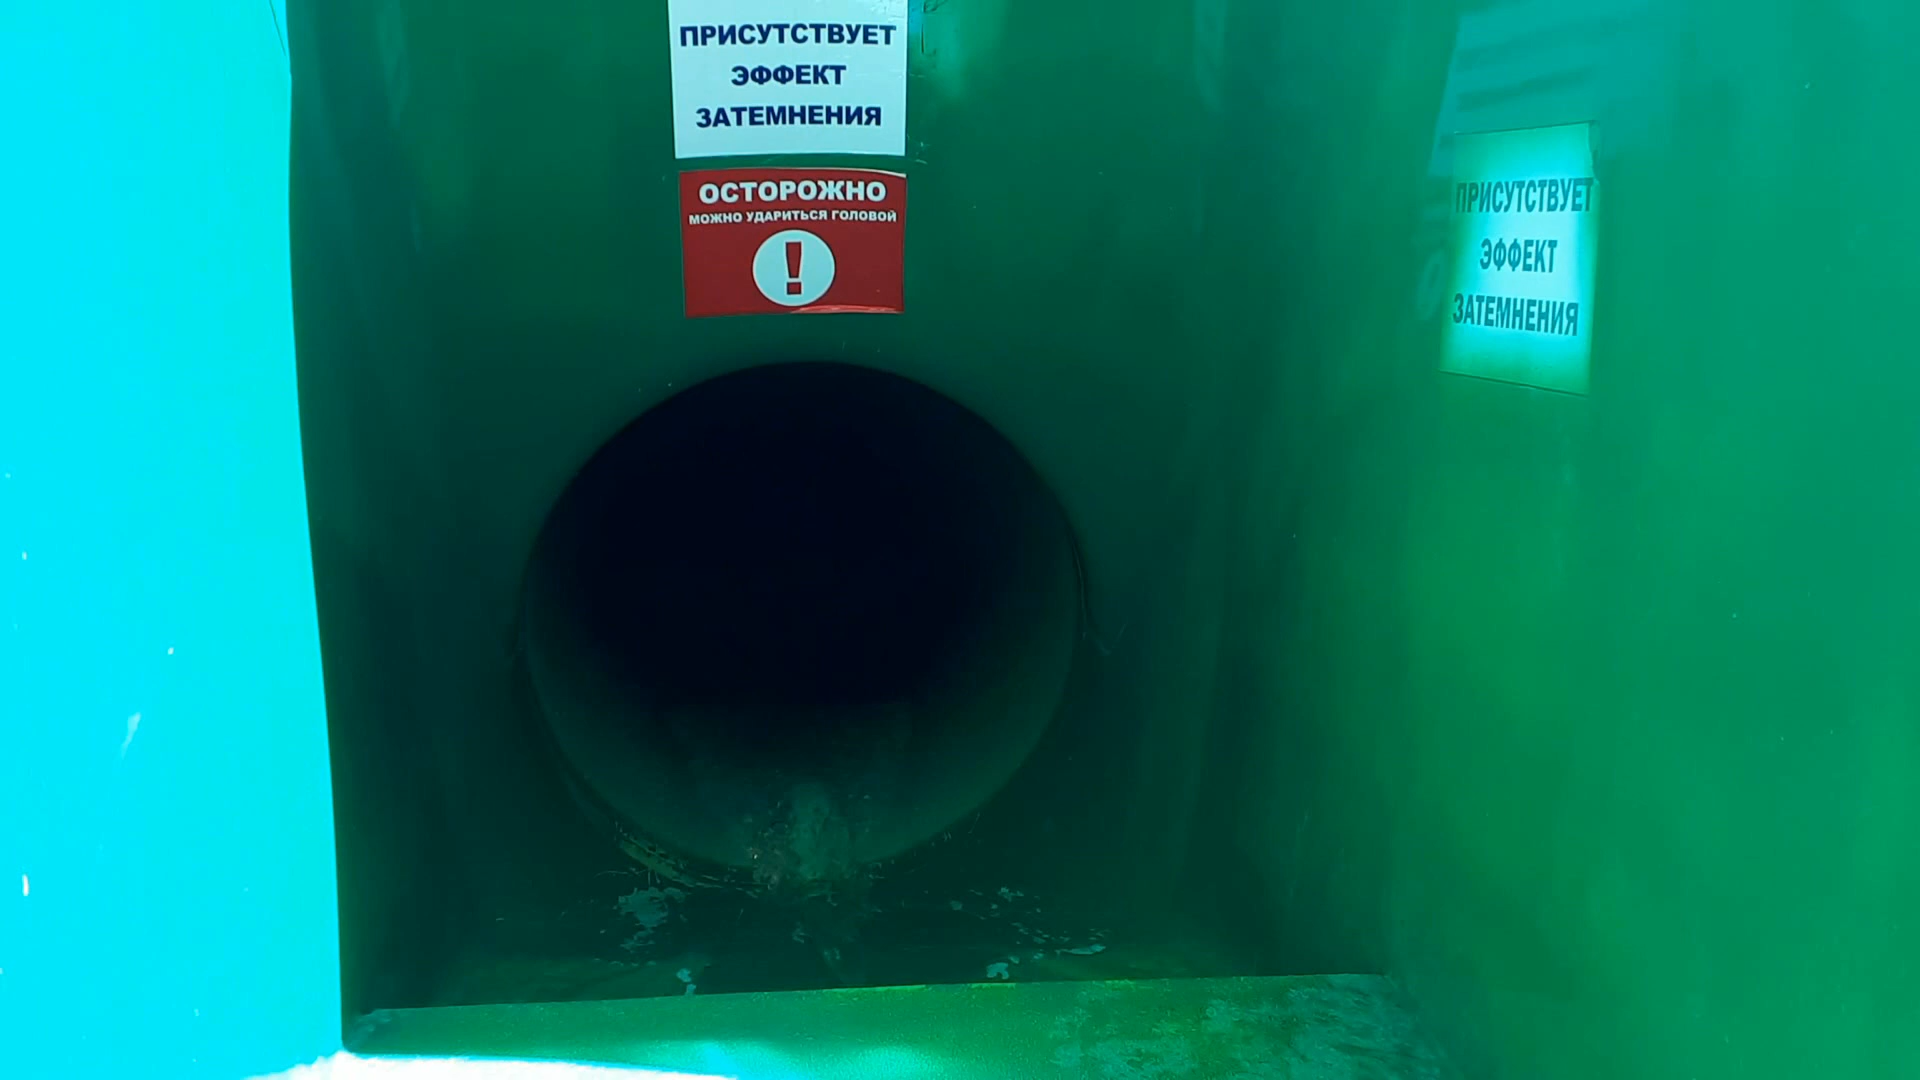 ПРИСУТСТВУЕТ
ЭФФЕКТ
ЗАТЕМНЕНИЯ
ОСТОРОЖНО
МОЖНО УДАРИТЬСЯ ГОЛОВОЙ
!
ПРИСУТСТВУЕТ
ЭФФЕКТ
ЗАТЕМНЕНИЯ